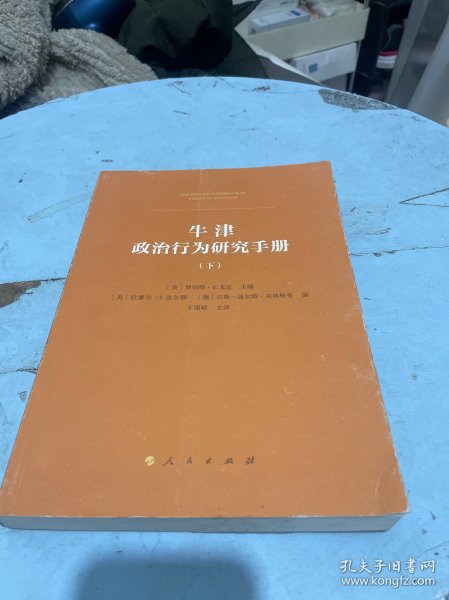 THE OXFORD HANDBOOK OF
POLITICAL BEHAVIOR
牛津
政治行为研究手册
（下）
［美］罗伯特·E.戈定 主编
［美］拉塞尔·J.达尔顿 ［德］汉斯—迪尔特·克林格曼 编
王浦劬 主译
人民出版社
孔夫子旧书网
www.kongfz.com